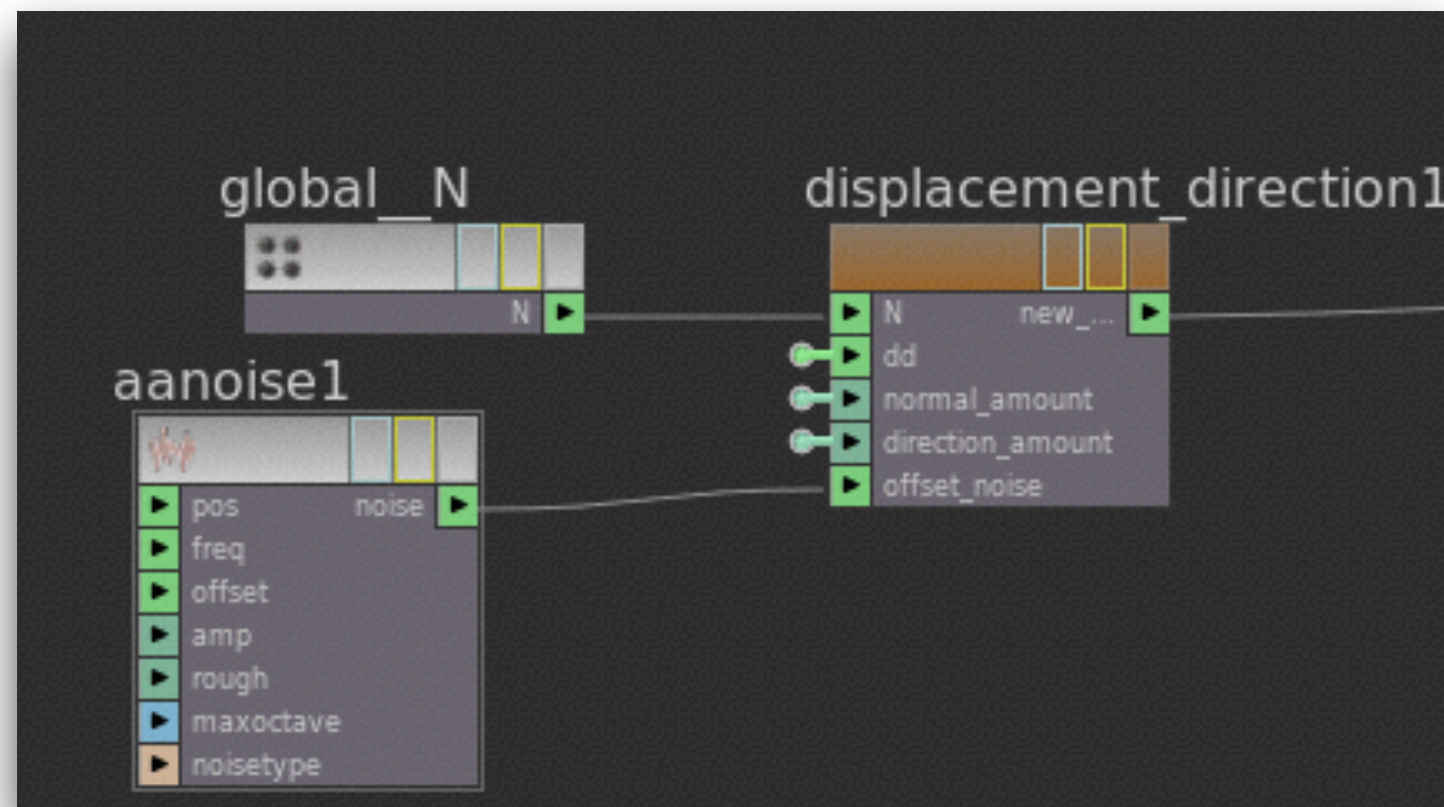 global__N
N
aanoise1
pos noise
freq
offset
amp
rough
maxoctave
noisetype
displacement_direction1
N new_...
dd
normal_amount
direction_amount
offset_noise